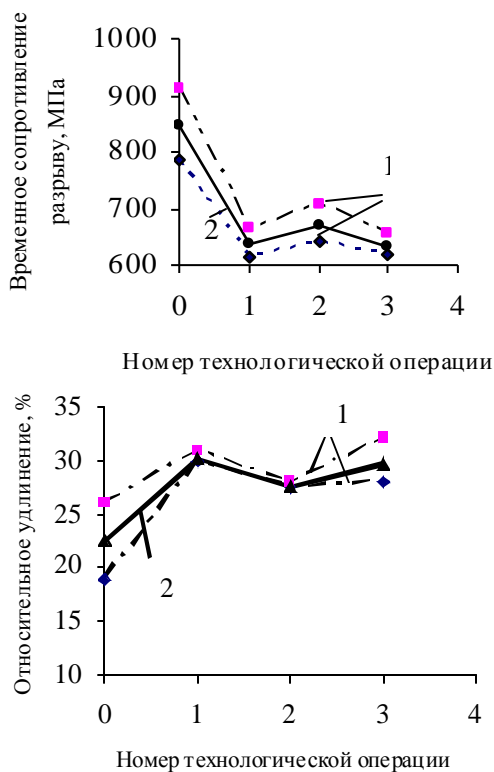 Временное сопротивление
разрыву, МПа
1000
900
800
700
600
1
2
0 1 2 3 4
Номер технологической операции
Относительное удлинение, %
35
30
25
20
15
10
1
2
0 1 2 3 4
Номер технологической операции